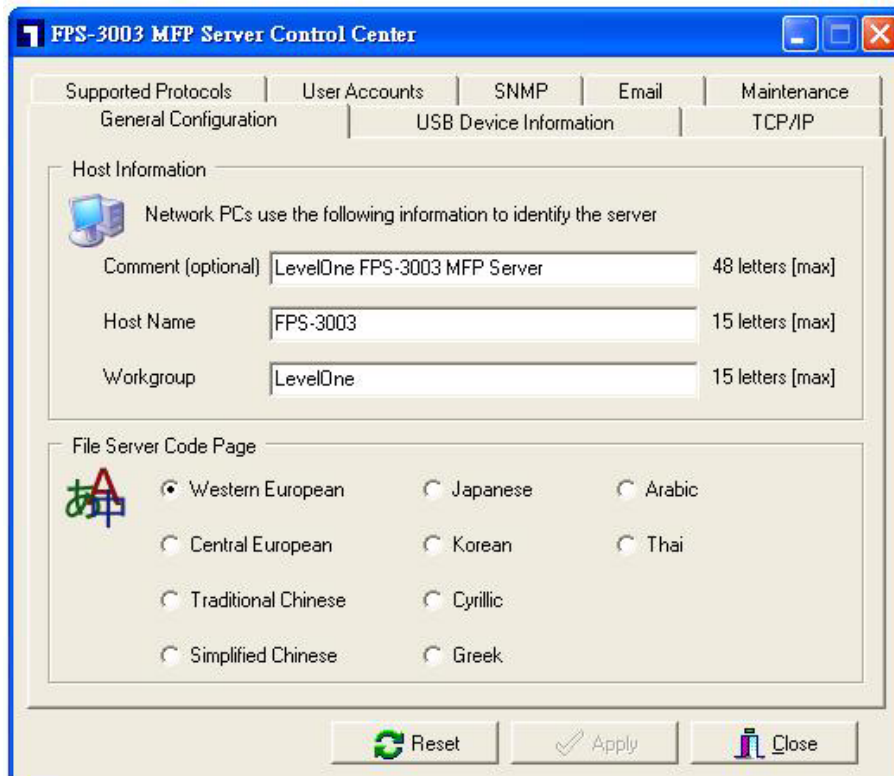 FPS-3003 MFP Server Control Center
Supported Protocols User Accounts SNMP Email Maintenance
General Configuration USB Device Information TCP/IP
Host Information
Network PCs use the following information to identify the server
Comment (optional) LevelOne FPS-3003 MFP Server 48 letters [max]
Host Name FPS-3003 15 letters [max]
Workgroup LevelOne 15 letters [max]
File Server Code Page
あA中
Western European Japanese Arabic
Central European Korean Thai
Traditional Chinese Cyrillic
Simplified Chinese Greek
Reset Apply Close